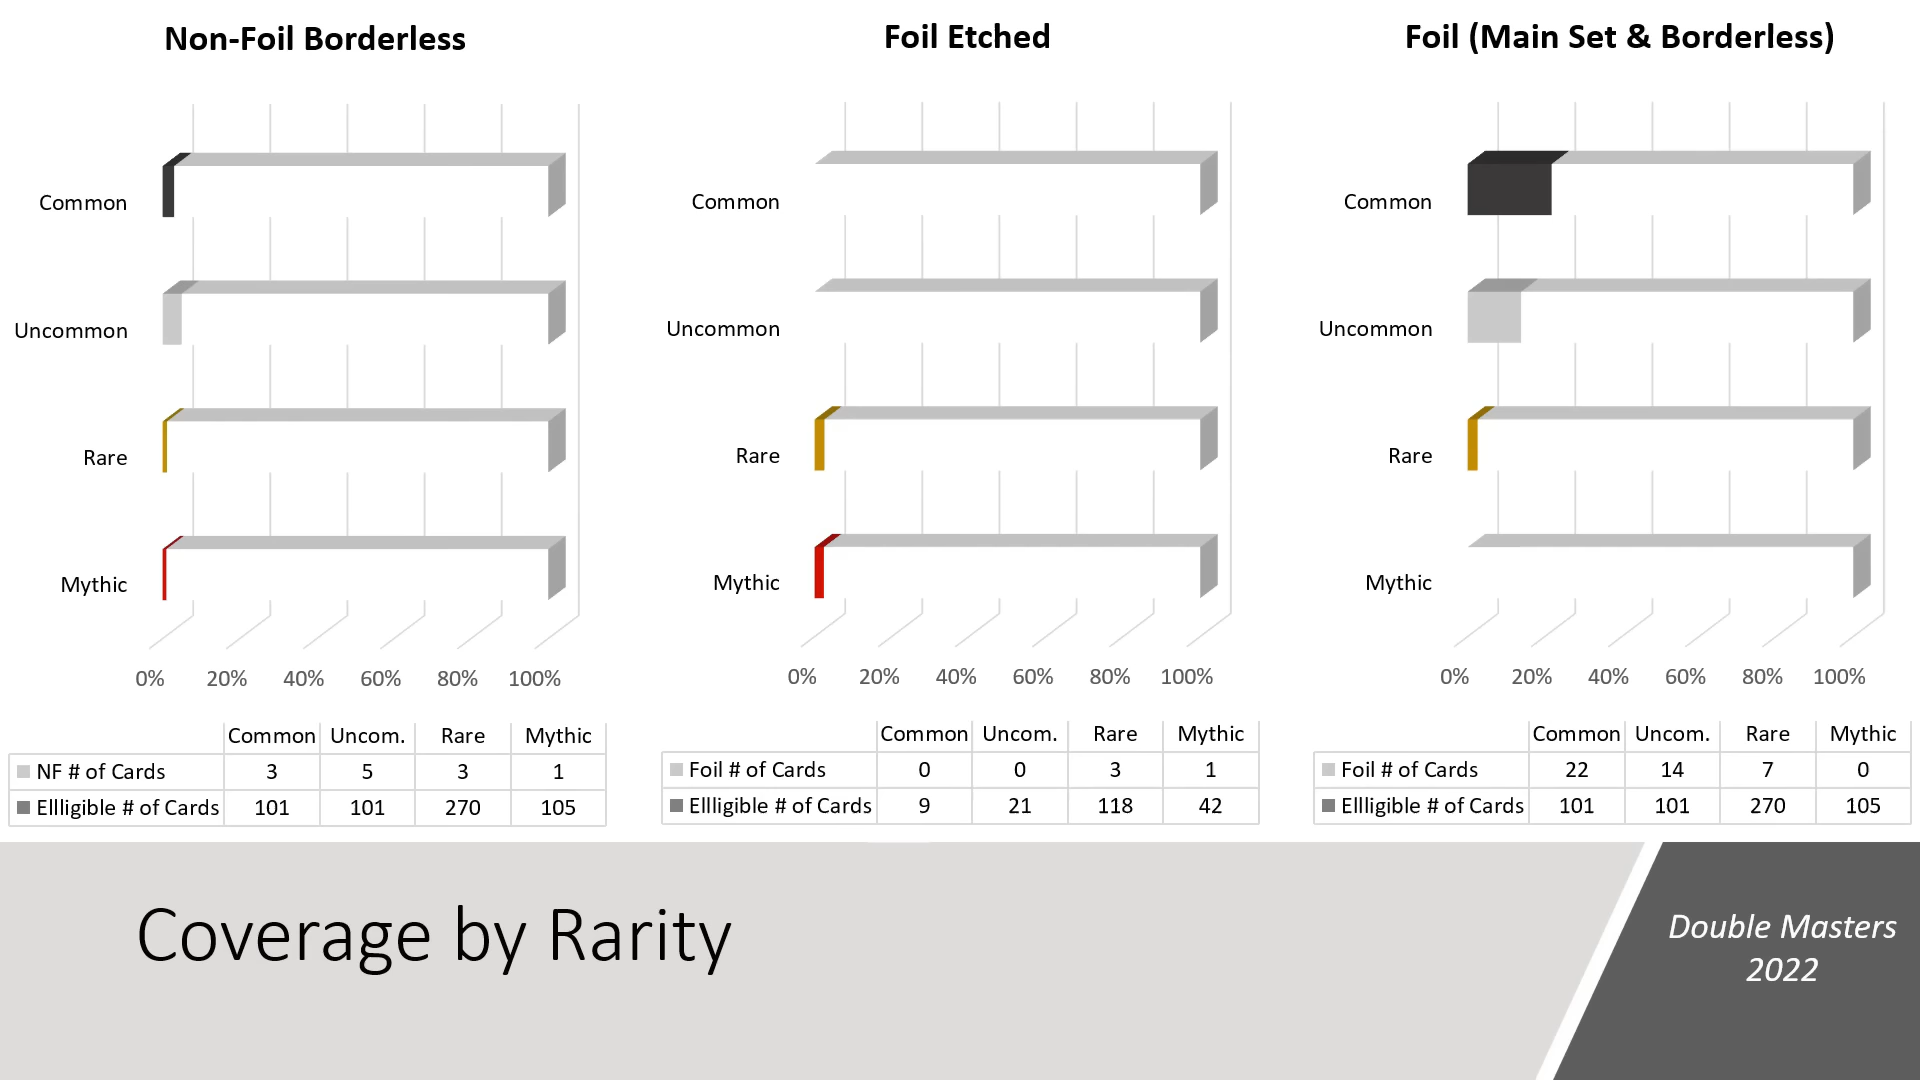 Non-Foil Borderless
Common
Uncommon
Rare
Mythic
0% 20% 40% 60% 80% 100%
Common Uncom. Rare Mythic
NF # of Cards 3 5 3 1
Ellligible # of Cards 101 101 270 105
Foil Etched
Common
Uncommon
Rare
Mythic
0% 20% 40% 60% 80% 100%
Common Uncom. Rare Mythic
Foil # of Cards 0 0 3 1
Ellligible # of Cards 9 21 118 42
Foil (Main Set & Borderless)
Common
Uncommon
Rare
Mythic
0% 20% 40% 60% 80% 100%
Common Uncom. Rare Mythic
Foil # of Cards 22 14 7 0
Ellligible # of Cards 101 101 270 105
Coverage by Rarity
Double Masters
2022